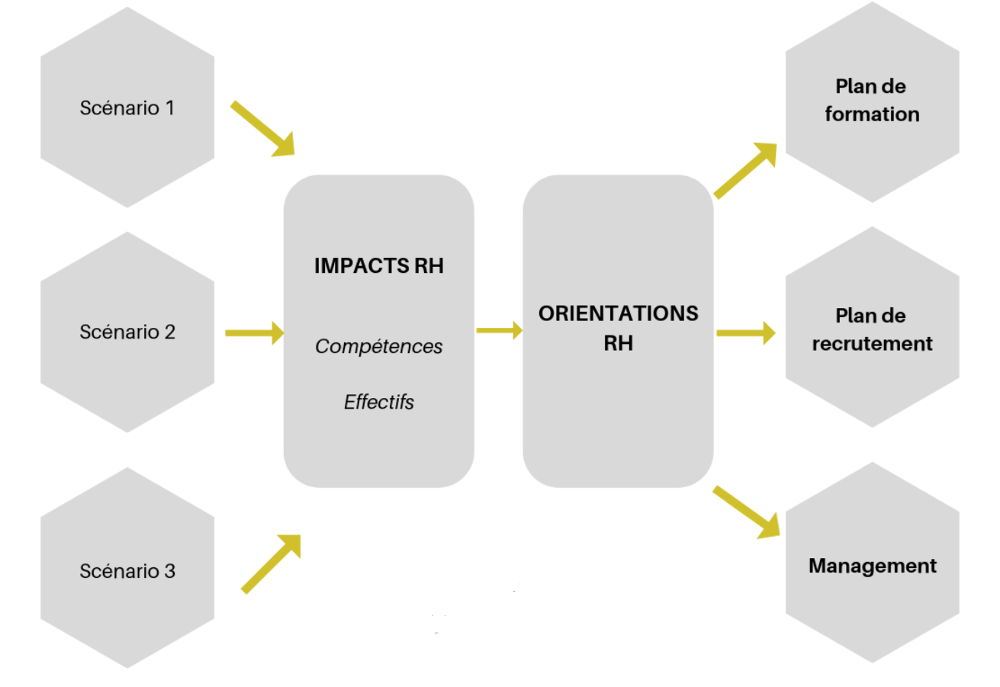 Scénario 1
Scénario 2
Scénario 3
IMPACTS RH
Compétences
Effectifs
ORIENTATIONS
RH
Plan de
formation
Plan de
recrutement
Management